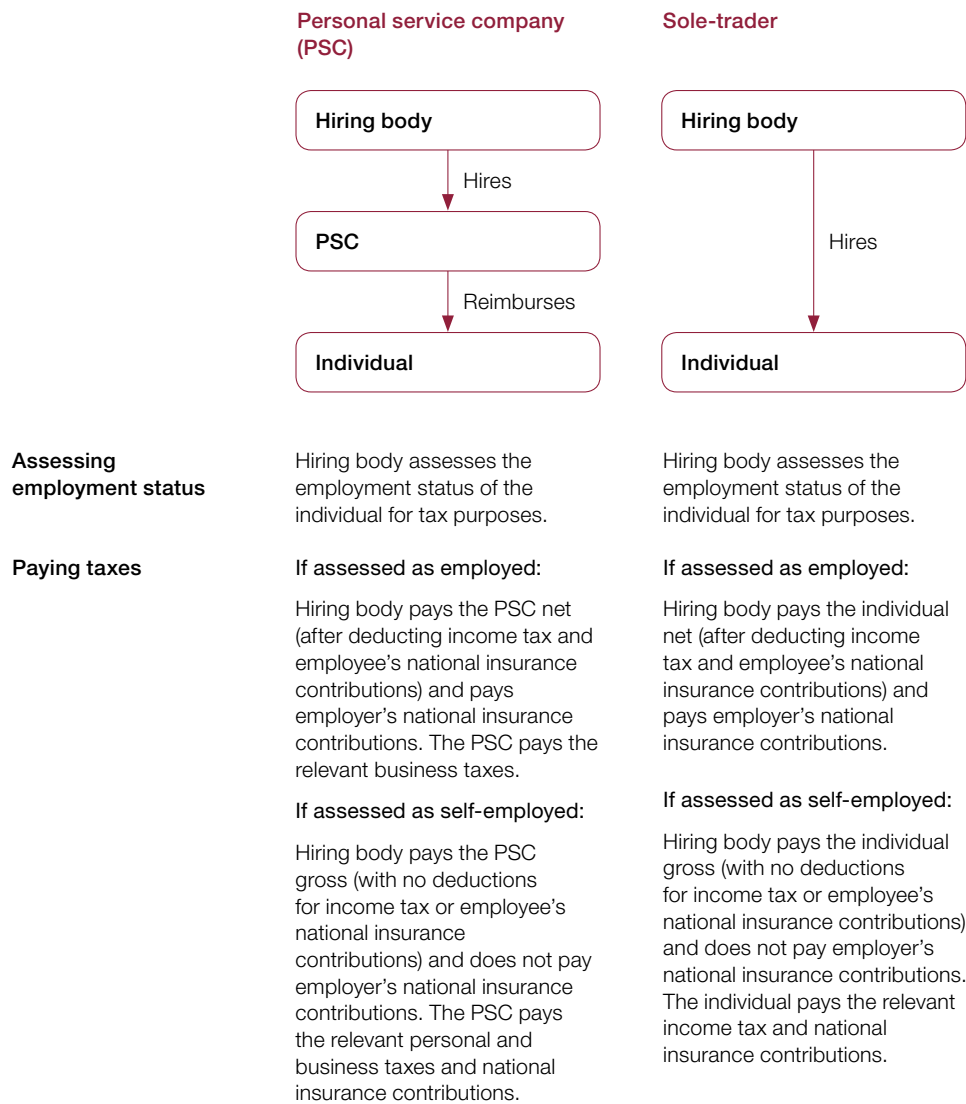 Personal service company
(PSC)
Hiring body
Hires
PSC
Reimburses
Individual
Sole-trader
Hiring body
Hires
Individual
Assessing
employment status
Hiring body assesses the
employment status of the
individual for tax purposes.
Hiring body assesses the
employment status of the
individual for tax purposes.
Paying taxes
If assessed as employed:
Hiring body pays the PSC net
(after deducting income tax and
employee’s national insurance
contributions) and pays
employer’s national insurance
contributions. The PSC pays the
relevant business taxes.
If assessed as self-employed:
Hiring body pays the PSC
gross (with no deductions
for income tax or employee’s
national insurance
contributions) and does not pay
employer’s national insurance
contributions. The PSC pays
the relevant personal and
business taxes and national
insurance contributions.
If assessed as employed:
Hiring body pays the individual
net (after deducting income
tax and employee’s national
insurance contributions) and
pays employer’s national
insurance contributions.
If assessed as self-employed:
Hiring body pays the individual
gross (with no deductions
for income tax or employee’s
national insurance contributions)
and does not pay employer’s
national insurance contributions.
The individual pays the relevant
income tax and national
insurance contributions.